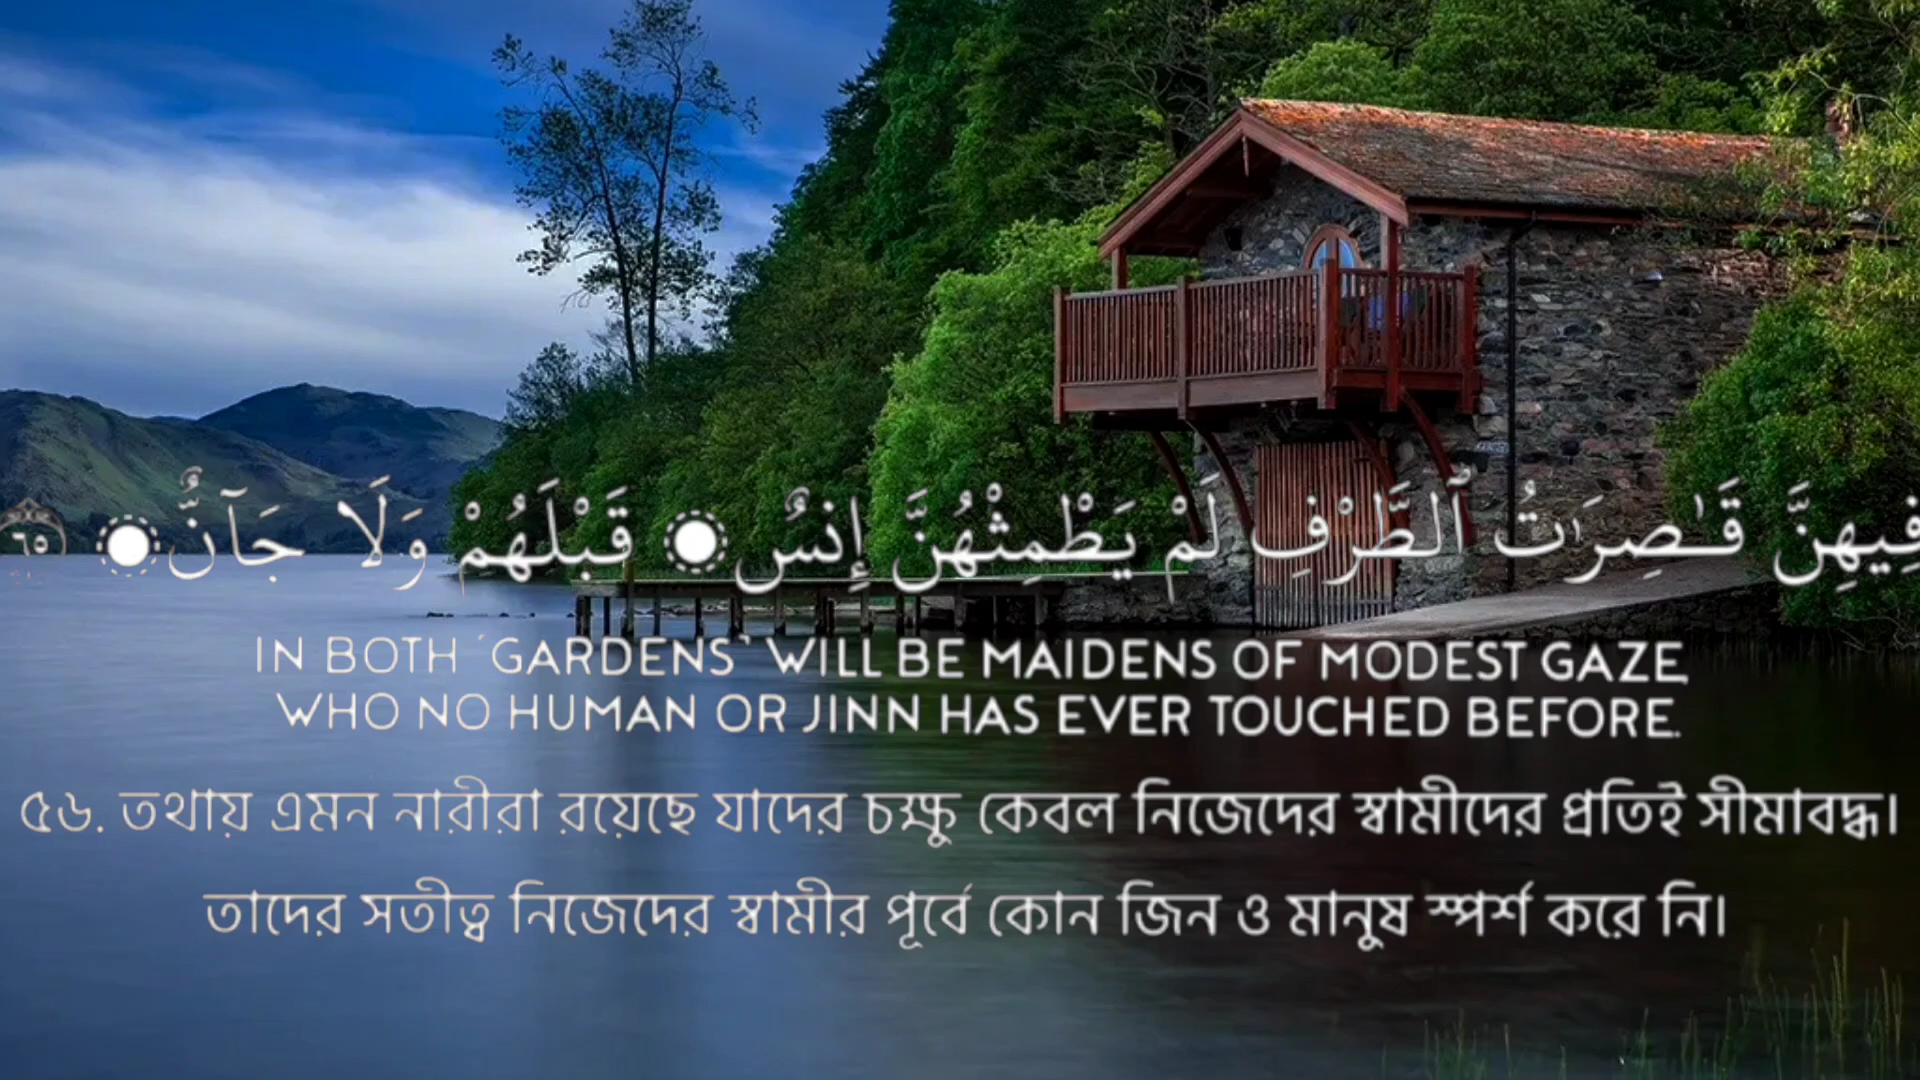 فِيهِنَّ قَـٰصِرَٰتُ ٱلطَّرْفِ لَمْ يَطْمِثْهُنَّ إِنسٌ قَبْلَهُمْ وَلَا جَآنٌّ
IN BOTH ‘GARDENS’ WILL BE MAIDENS OF MODEST GAZE,
WHO NO HUMAN OR JINN HAS EVER TOUCHED BEFORE.
৫৬. তথায় এমন নারীরা রয়েছে যাদের চক্ষু কেবল নিজেদের স্বামীদের প্রতিই সীমাবদ্ধ।
তাদের সতীত্ব নিজেদের স্বামীর পূর্বে কোন জিন ও মানুষ স্পর্শ করে নি।